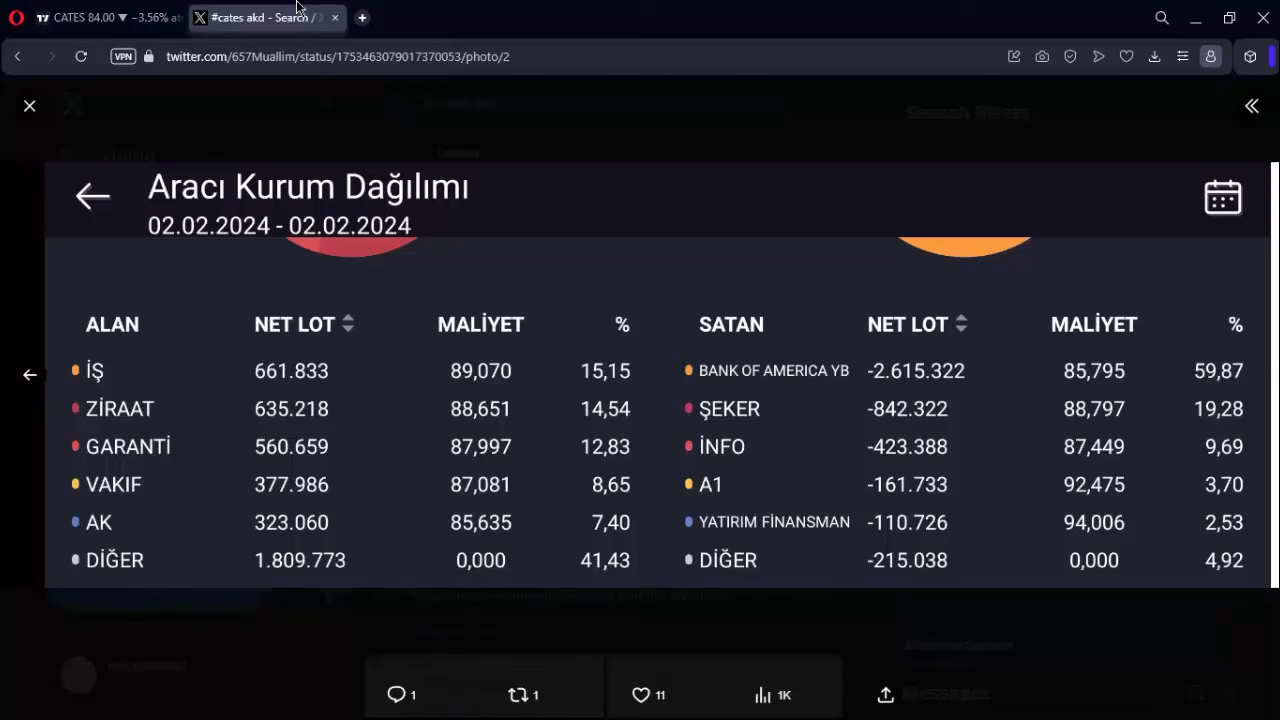 CATES 84.00 ▼ −3.56%
#cates akd - Search /
VPN
twitter.com/657Muallim/status/1753463079017370053/photo/2
Aracı Kurum Dağılımı
02.02.2024 - 02.02.2024
ALAN NET LOT MALİYET % SATAN NET LOT MALİYET %
İŞ 661.833 89,070 15,15 BANK OF AMERICA YB -2.615.322 85,795 59,87
ZİRAAT 635.218 88,651 14,54 ŞEKER -842.322 88,797 19,28
GARANTİ 560.659 87,997 12,83 İNFO -423.388 87,449 9,69
VAKIF 377.986 87,081 8,65 A1 -161.733 92,475 3,70
AK 323.060 85,635 7,40 YATIRIM FİNANSMAN -110.726 94,006 2,53
DİĞER 1.809.773 0,000 41,43 DİĞER -215.038 0,000 4,92
1 1 11 1K